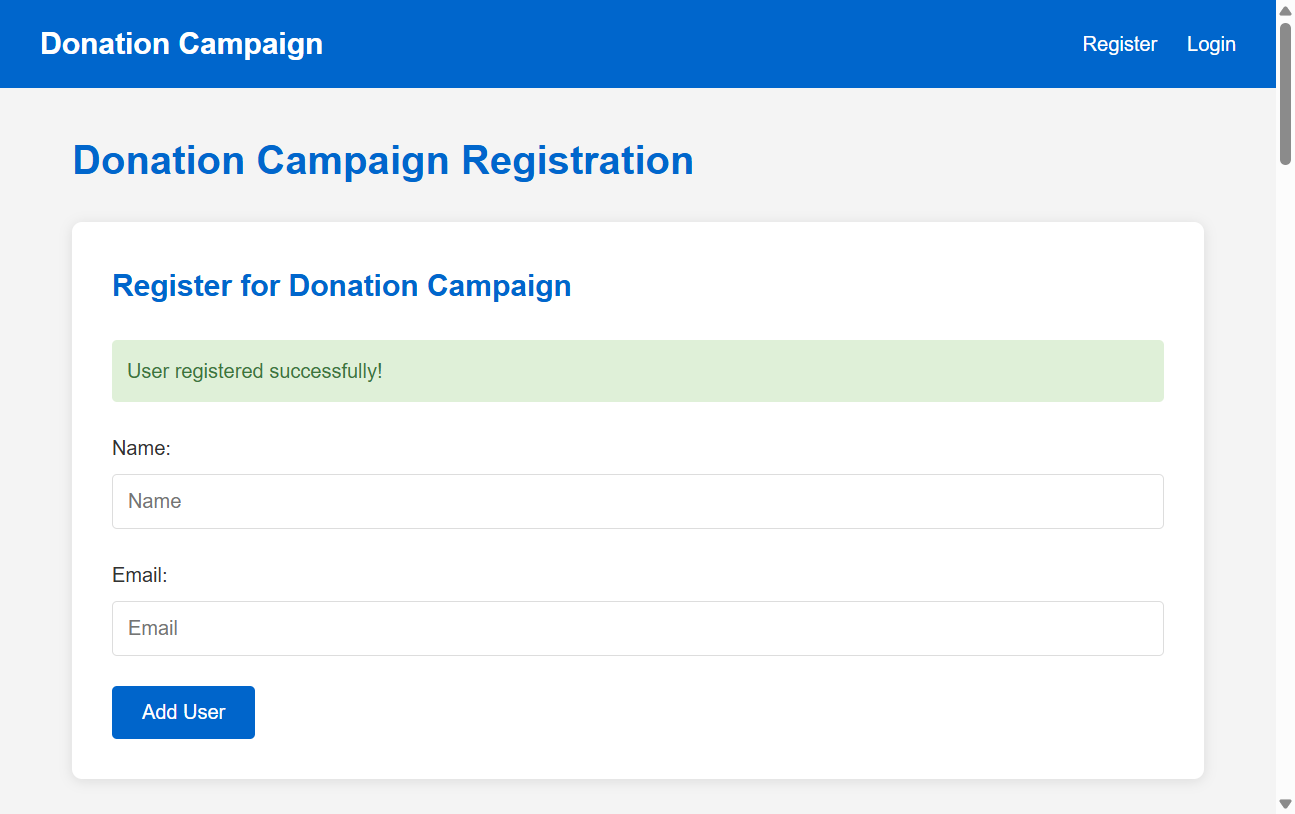 Donation Campaign
Register Login
Donation Campaign Registration
Register for Donation Campaign
User registered successfully!
Name:
Name
Email:
Email
Add User